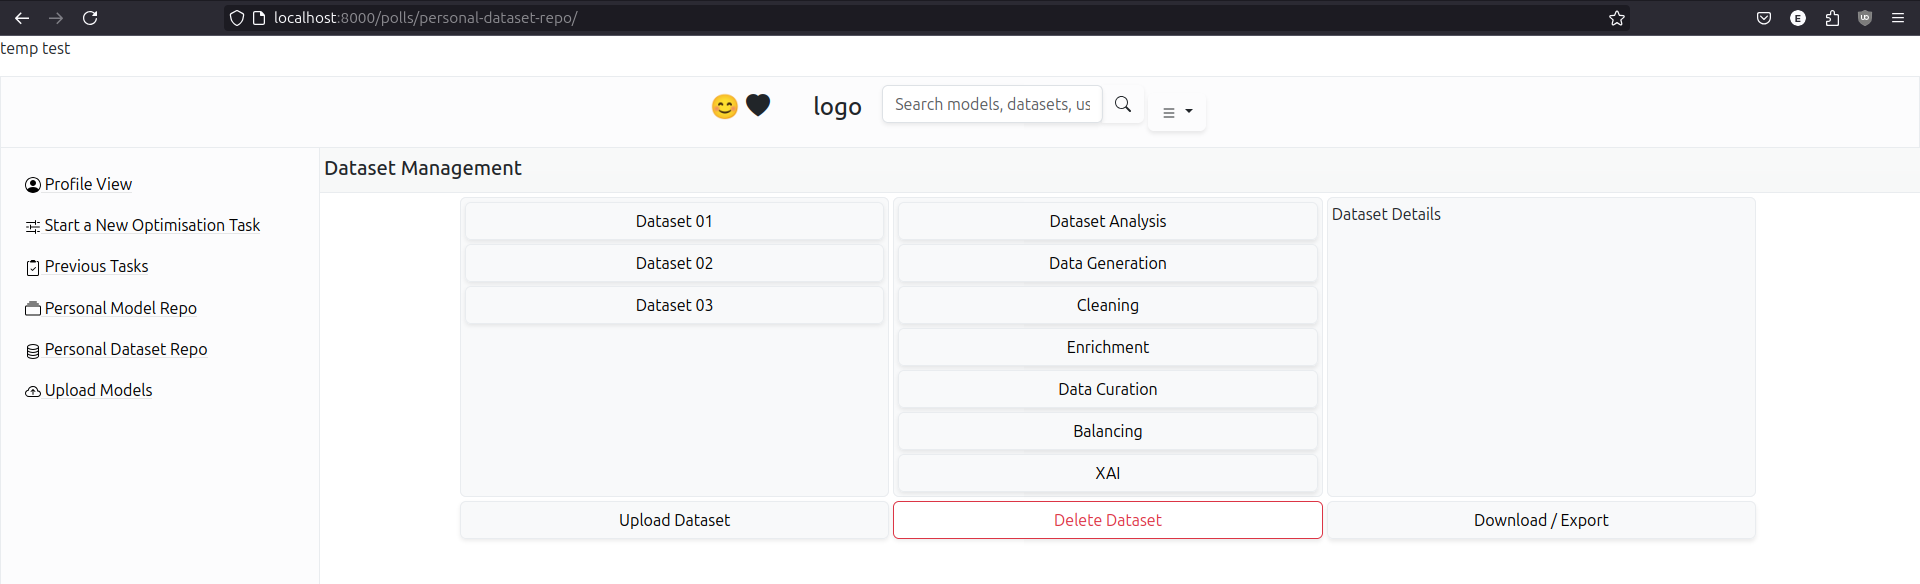 localhost:8000/polls/personal-dataset-repo/
E
temp test
logo
Search models, datasets, us
Dataset Management
Profile View
Start a New Optimisation Task
Previous Tasks
Personal Model Repo
Personal Dataset Repo
Upload Models
Dataset 01
Dataset 02
Dataset 03
Dataset Analysis
Data Generation
Cleaning
Enrichment
Data Curation
Balancing
XAI
Dataset Details
Upload Dataset
Delete Dataset
Download / Export